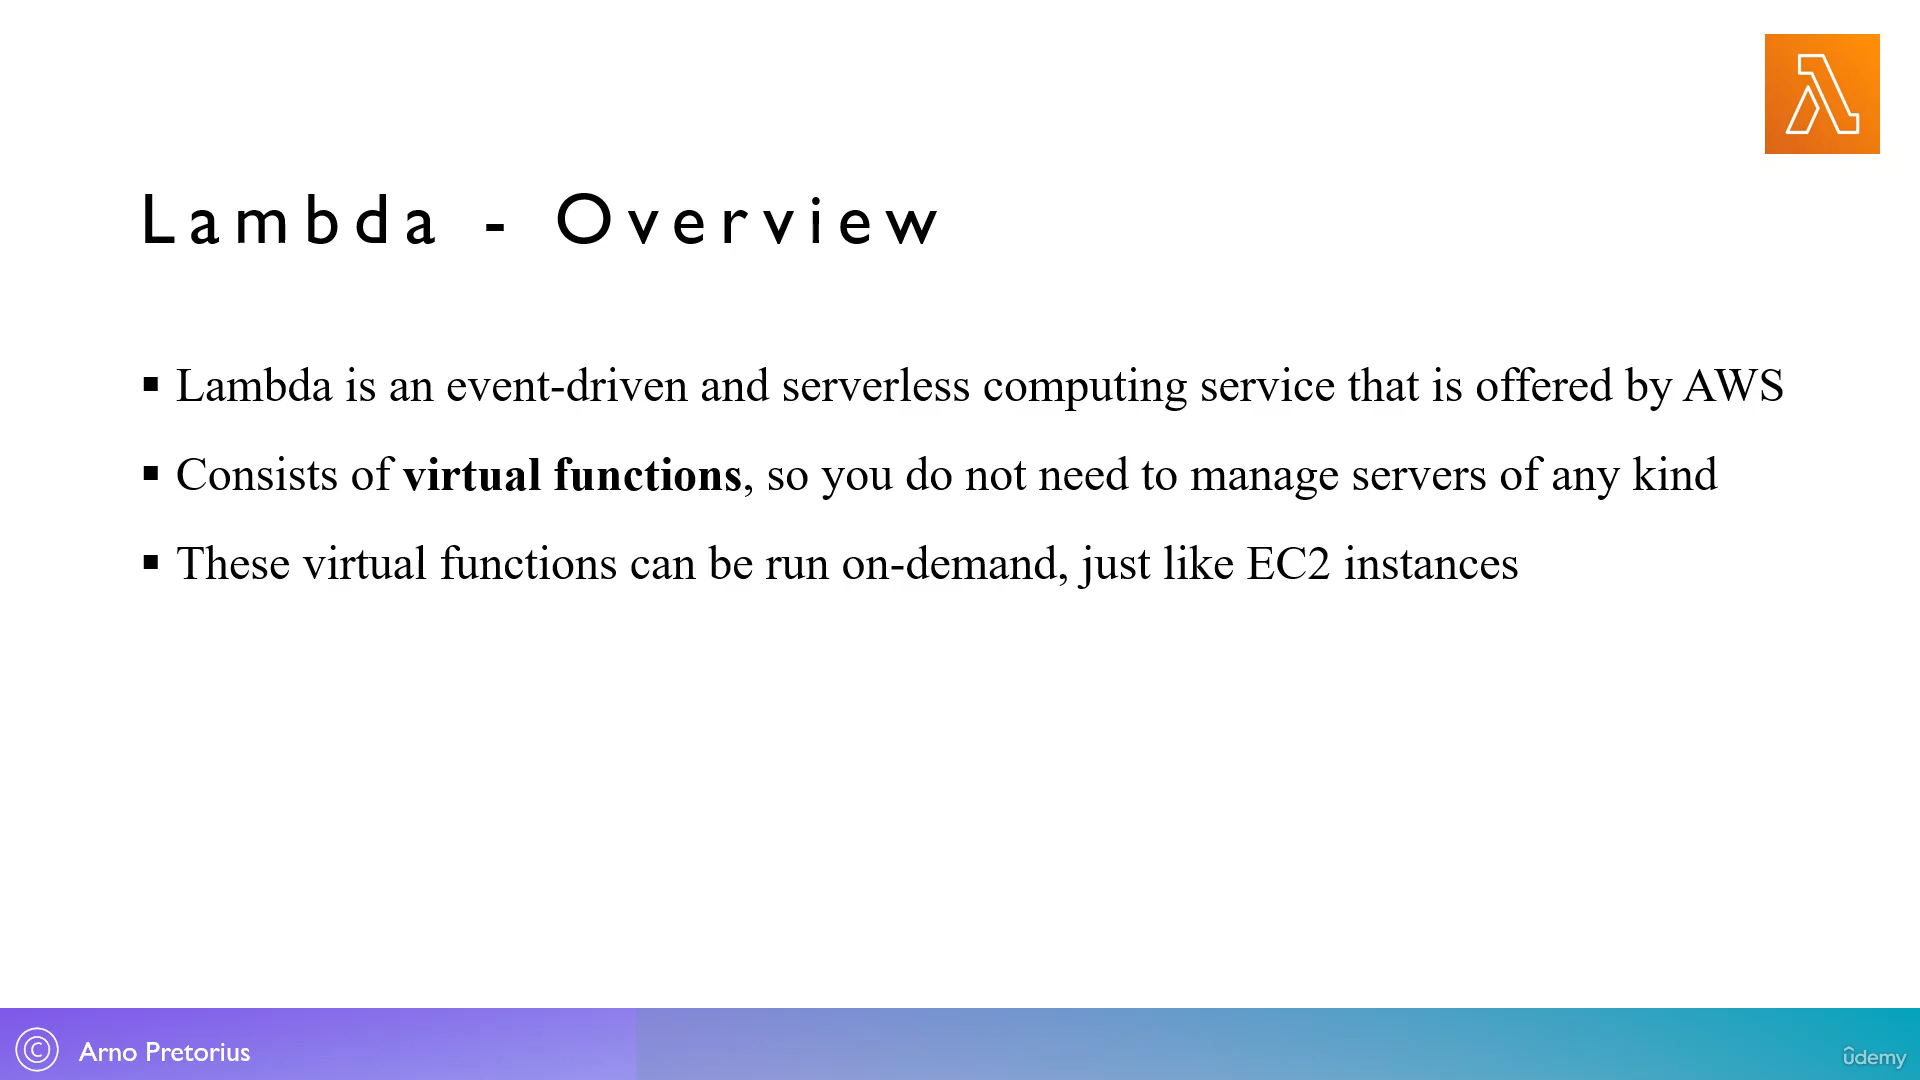 Lambda - Overview
▪ Lambda is an event-driven and serverless computing service that is offered by AWS
▪ Consists of virtual functions, so you do not need to manage servers of any kind
▪ These virtual functions can be run on-demand, just like EC2 instances
© Arno Pretorius
ûdemy